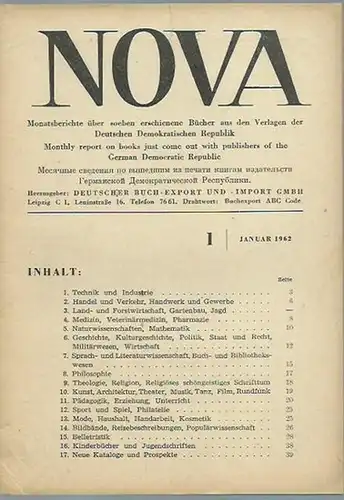 NOVA
Monatsberichte über soeben erschienene Bücher aus den Verlagen der
Deutschen Demokratischen Republik
Monthly report on books just come out with publishers of the
German Democratic Republic
Месячные сведения по вышедшим из печати книгам издательств
Германской Демократической Республики.
Herausgeber: DEUTSCHER BUCH-EXPORT UND -IMPORT GMBH
Leipzig C 1, Leninstraße 16. Telefon 7661. Drahtwort: Buchexport ABC Code
1 | JANUAR 1962
INHALT:
Seite
1. Technik und Industrie 3
2. Handel und Verkehr, Handwerk und Gewerbe 6
3. Land- und Forstwirtschaft, Gartenbau, Jagd —
4. Medizin, Veterinärmedizin, Pharmazie 8
5. Naturwissenschaften, Mathematik 10
6. Geschichte, Kulturgeschichte, Politik, Staat und Recht,
Militärwesen, Wirtschaft 12
7. Sprach- und Literaturwissenschaft, Buch- und Bibliotheks-
wesen 15
8. Philosophie 17
9. Theologie, Religion, Religiöses schöngeistiges Schrifttum 18
10. Kunst, Architektur, Theater, Musik, Tanz, Film, Rundfunk 19
11. Pädagogik, Erziehung, Unterricht 20
12. Sport und Spiel, Philatelie 25
13. Mode, Haushalt, Handarbeit, Kosmetik 25
14. Bildbände, Reisebeschreibungen, Populärwissenschaft 26
15. Belletristik 28
16. Kinderbücher und Jugendschriften 38
17. Neue Kataloge und Prospekte 39